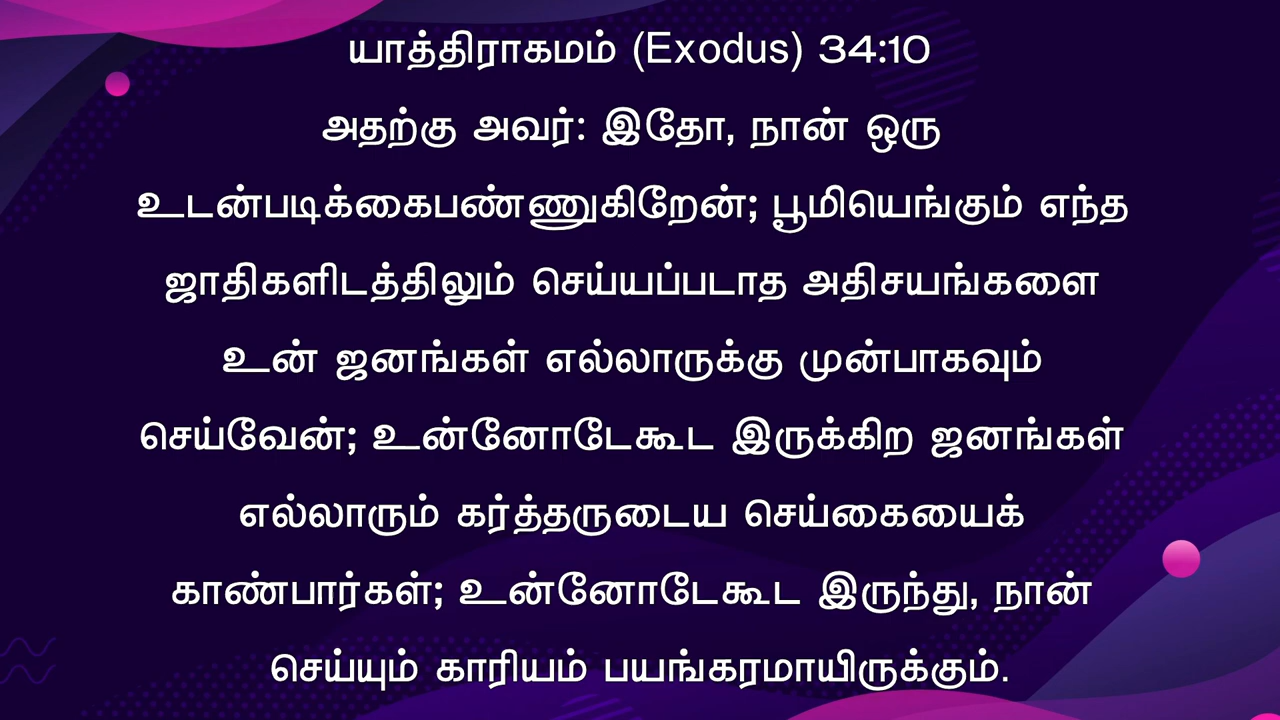 யாத்திராகமம் (Exodus) 34:10
அதற்கு அவர்: இதோ, நான் ஒரு
உடன்படிக்கைபண்ணுகிறேன்; பூமியெங்கும் எந்த
ஜாதிகளிடத்திலும் செய்யப்படாத அதிசயங்களை
உன் ஜனங்கள் எல்லாருக்கு முன்பாகவும்
செய்வேன்; உன்னோடேகூட இருக்கிற ஜனங்கள்
எல்லாரும் கர்த்தருடைய செய்கையைக்
காண்பார்கள்; உன்னோடேகூட இருந்து, நான்
செய்யும் காரியம் பயங்கரமாயிருக்கும்.